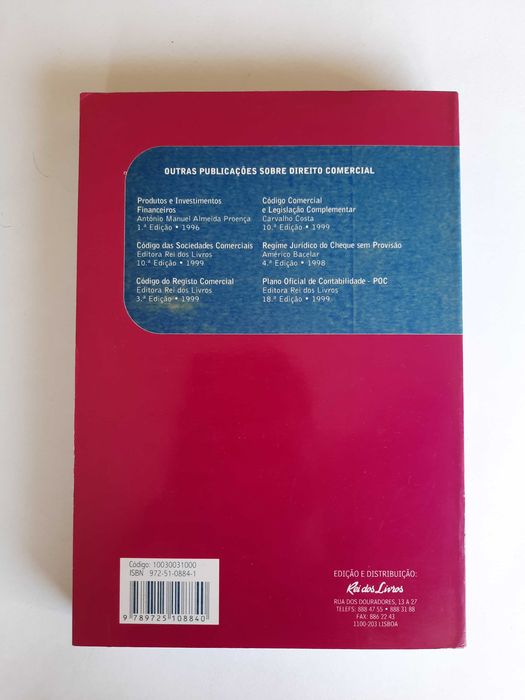 OUTRAS PUBLICAÇÕES SOBRE DIREITO COMERCIAL
Produtos e Investimentos
Financeiros
António Manuel Almeida Proença
1.ª Edição • 1996
Código das Sociedades Comerciais
Editora Rei dos Livros
10.ª Edição • 1999
Código do Registo Comercial
Editora Rei dos Livros
3.ª Edição • 1999
Código Comercial
e Legislação Complementar
Carvalho Costa
10.ª Edição • 1999
Regime Jurídico do Cheque sem Provisão
Américo Bacelar
4.ª Edição • 1998
Plano Oficial de Contabilidade - POC
Editora Rei dos Livros
18.ª Edição • 1999
Código: 10030031000
ISBN 972-51-0884-1
9 789725 108840
EDIÇÃO E DISTRIBUIÇÃO:
Rei dos Livros
RUA DOS DOURADORES, 13 A 27
TELEFS: 888 47 55 • 888 31 88
FAX: 886 22 43
1100-203 LISBOA